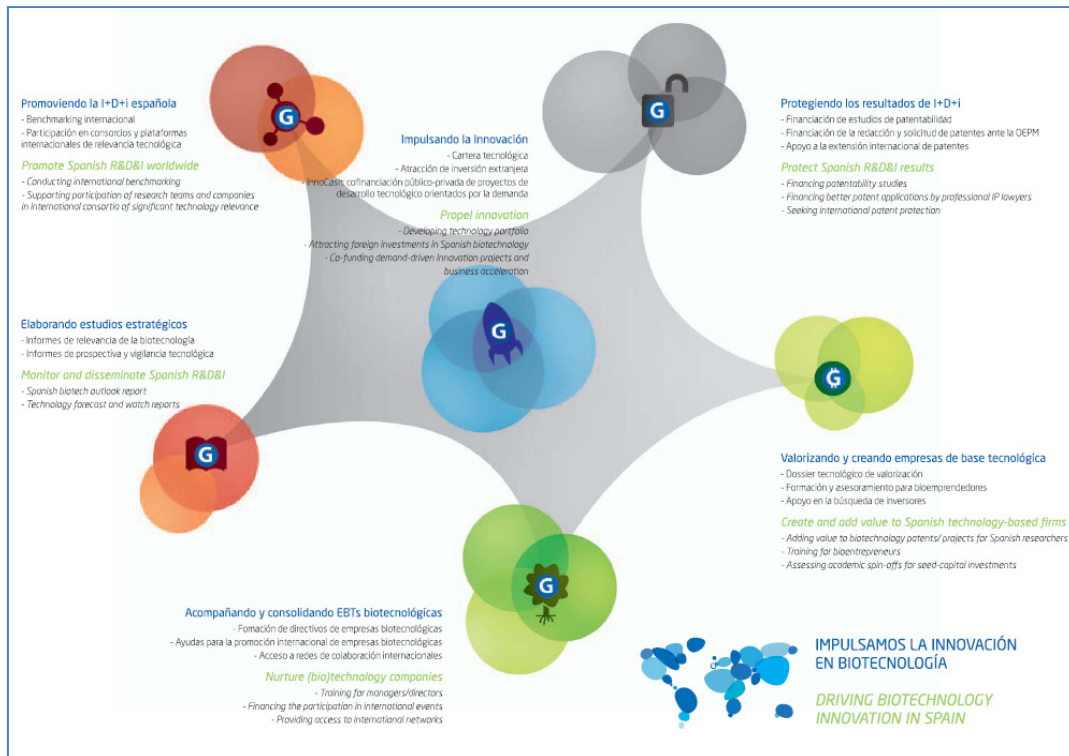 Promoviendo la I+D+i española
- Benchmarking internacional
- Participación en consorcios y plataformas
internacionales de relevancia tecnológica
Promote Spanish R&D&I worldwide
- Conducting international benchmarking
- Supporting participation of research teams and companies
in international consortia of significant technology relevance
G
Impulsando la Innovación
- Cartera tecnológica
- Atracción de inversión extranjera
- InnoCash: cofinanciación público-privada de proyectos de
desarrollo tecnológico orientados por la demanda
Propel innovation
- Developing technology portfolio
- Attracting foreign investments in Spanish biotechnology
- Co-funding demand-driven Innovation projects and
business acceleration
G
G
Protegiendo los resultados de I+D+i
- Financiación de estudios de patentabilidad
- Financiación de la redacción y solicitud de patentes ante la OEPM
- Apoyo a la extensión internacional de patentes
Protect Spanish R&D&I results
- Financing patentability studies
- Financing better patent applications by professional IP lawyers
- Seeking international patent protection
Elaborando estudios estratégicos
- Informes de relevancia de la biotecnología
- Informes de prospectiva y vigilancia tecnológica
Monitor and disseminate Spanish R&D&I
- Spanish biotech outlook report
- Technology forecast and watch reports
G
G
Valorizando y creando empresas de base tecnológica
- Dossier tecnológico de valorización
- Formación y asesoramiento para bioemprendedores
- Apoyo en la búsqueda de inversores
Create and add value to Spanish technology-based firms
- Adding value to biotechnology patents/ projects for Spanish researchers
- Training for bioentrepreneurs
- Assessing academic spin-offs for seed-capital investments
G
Acompañando y consolidando EBTs biotecnológicas
- Fomación de directivos de empresas biotecnológicas
- Ayudas para la promoción internacional de empresas biotecnológicas
- Acceso a redes de colaboración internacionales
Nurture (bio)technology companies
- Training for managers/directors
- Financing the participation in international events
- Providing access to international networks
IMPULSAMOS LA INNOVACIÓN
EN BIOTECNOLOGÍA
DRIVING BIOTECHNOLOGY
INNOVATION IN SPAIN